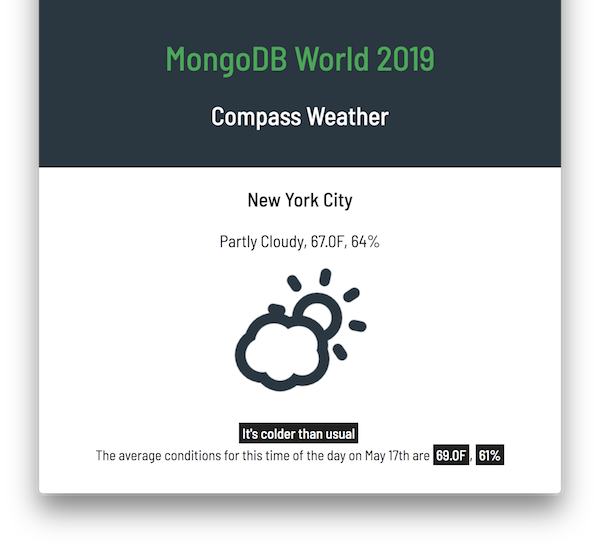 MongoDB World 2019
Compass Weather
New York City
Partly Cloudy, 67.0F, 64%
It's colder than usual
The average conditions for this time of the day on May 17th are 69.0F, 61%